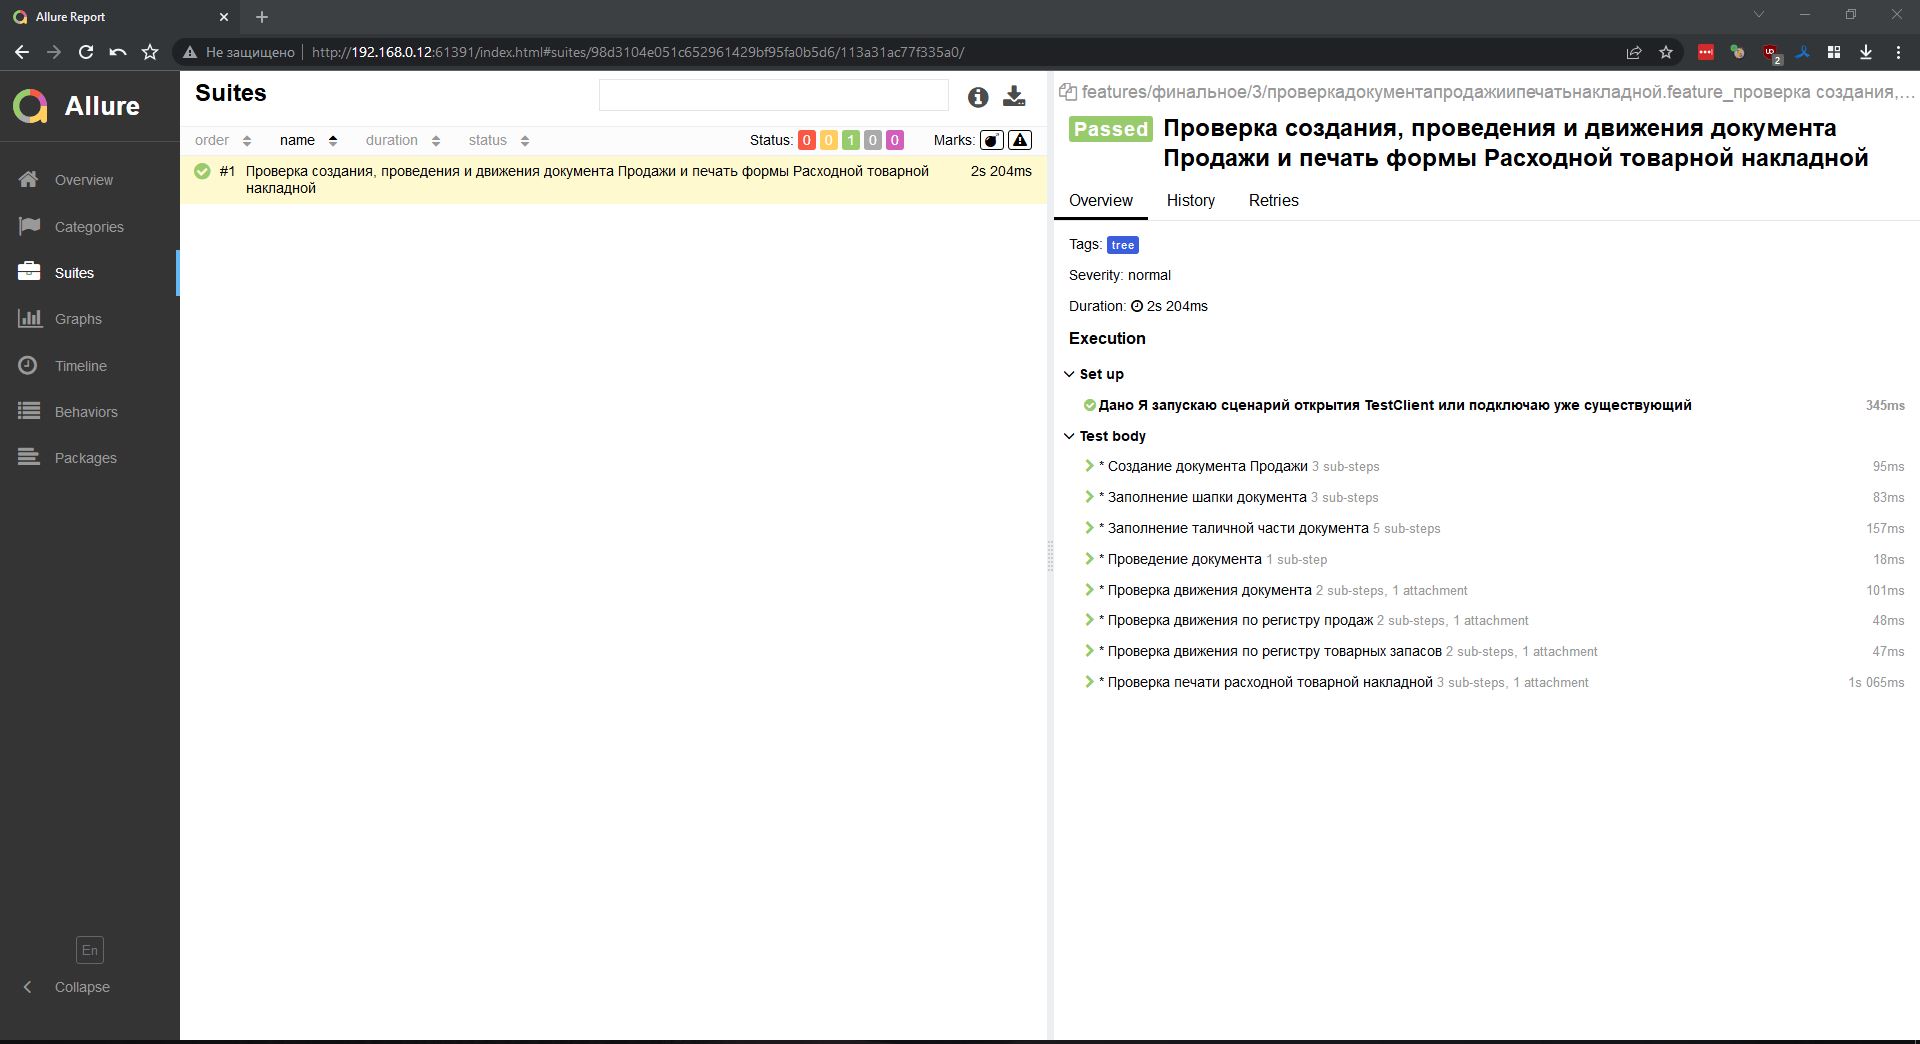 Allure Report
Не защищено
http://192.168.0.12:61391/index.html#suites/98d3104e051c652961429bf95fa0b5d6/113a31ac77f335a0/
2
Allure
Overview
Categories
Suites
Graphs
Timeline
Behaviors
Packages
En
Collapse
Suites
order name duration status Status: 0 0 1 0 0 Marks:
#1 Проверка создания, проведения и движения документа Продажи и печать формы Расходной товарной 2s 204ms
накладной
features/финальное/3/проверкадокументапродажиипечатьнакладной.feature_проверка создания,...
Passed Проверка создания, проведения и движения документа
Продажи и печать формы Расходной товарной накладной
Overview History Retries
Tags: tree
Severity: normal
Duration: 2s 204ms
Execution
Set up
Дано Я запускаю сценарий открытия TestClient или подключаю уже существующий 345ms
Test body
* Создание документа Продажи 3 sub-steps 95ms
* Заполнение шапки документа 3 sub-steps 83ms
* Заполнение таличной части документа 5 sub-steps 157ms
* Проведение документа 1 sub-step 18ms
* Проверка движения документа 2 sub-steps, 1 attachment 101ms
* Проверка движения по регистру продаж 2 sub-steps, 1 attachment 48ms
* Проверка движения по регистру товарных запасов 2 sub-steps, 1 attachment 47ms
* Проверка печати расходной товарной накладной 3 sub-steps, 1 attachment 1s 065ms